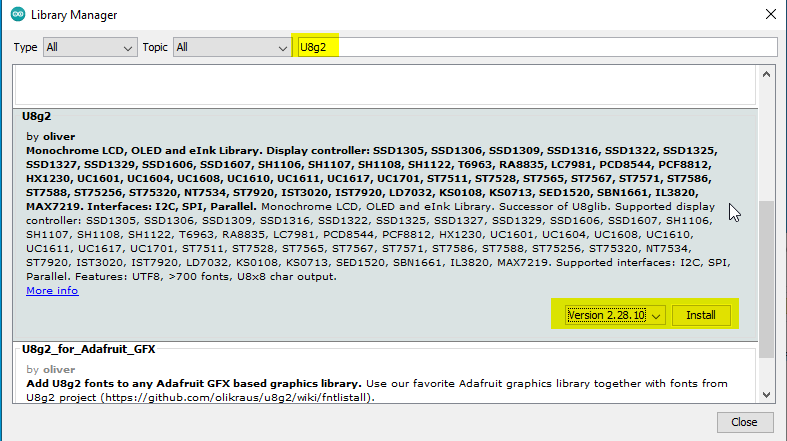 Library Manager
Type All Topic All U8g2
U8g2
by oliver
Monochrome LCD, OLED and eInk Library. Display controller: SSD1305, SSD1306, SSD1309, SSD1316, SSD1322, SSD1325,
SSD1327, SSD1329, SSD1606, SSD1607, SH1106, SH1107, SH1108, SH1122, T6963, RA8835, LC7981, PCD8544, PCF8812,
HX1230, UC1601, UC1604, UC1608, UC1610, UC1611, UC1617, UC1701, ST7511, ST7528, ST7565, ST7567, ST7571, ST7586,
ST7588, ST75256, ST75320, NT7534, ST7920, IST3020, IST7920, LD7032, KS0108, KS0713, SED1520, SBN1661, IL3820,
MAX7219. Interfaces: I2C, SPI, Parallel. Monochrome LCD, OLED and eInk Library. Successor of U8glib. Supported display
controller: SSD1305, SSD1306, SSD1309, SSD1316, SSD1322, SSD1325, SSD1327, SSD1329, SSD1606, SSD1607, SH1106,
SH1107, SH1108, SH1122, T6963, RA8835, LC7981, PCD8544, PCF8812, HX1230, UC1601, UC1604, UC1608, UC1610,
UC1611, UC1617, UC1701, ST7511, ST7528, ST7565, ST7567, ST7571, ST7586, ST7588, ST75256, ST75320, NT7534,
ST7920, IST3020, IST7920, LD7032, KS0108, KS0713, SED1520, SBN1661, IL3820, MAX7219. Supported interfaces: I2C, SPI,
Parallel. Features: UTF8, >700 fonts, U8x8 char output.
More info
Version 2.28.10 Install
U8g2_for_Adafruit_GFX
by oliver
Add U8g2 fonts to any Adafruit GFX based graphics library. Use our favorite Adafruit graphics library together with fonts from
U8g2 project (https://github.com/olikraus/u8g2/wiki/fntlistall).
Close